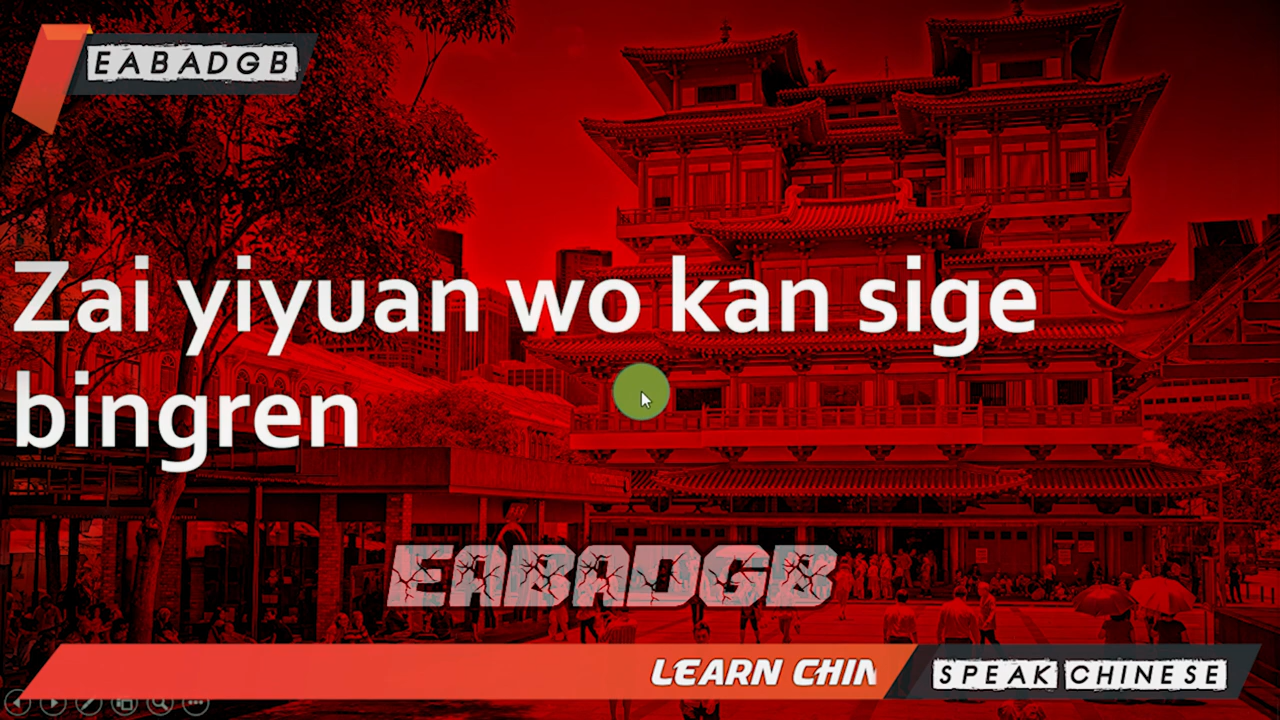 EABADGB
Zai yiyuan wo kan sige
bingren
EABADGB
LEARN CHIN
SPEAK CHINESE